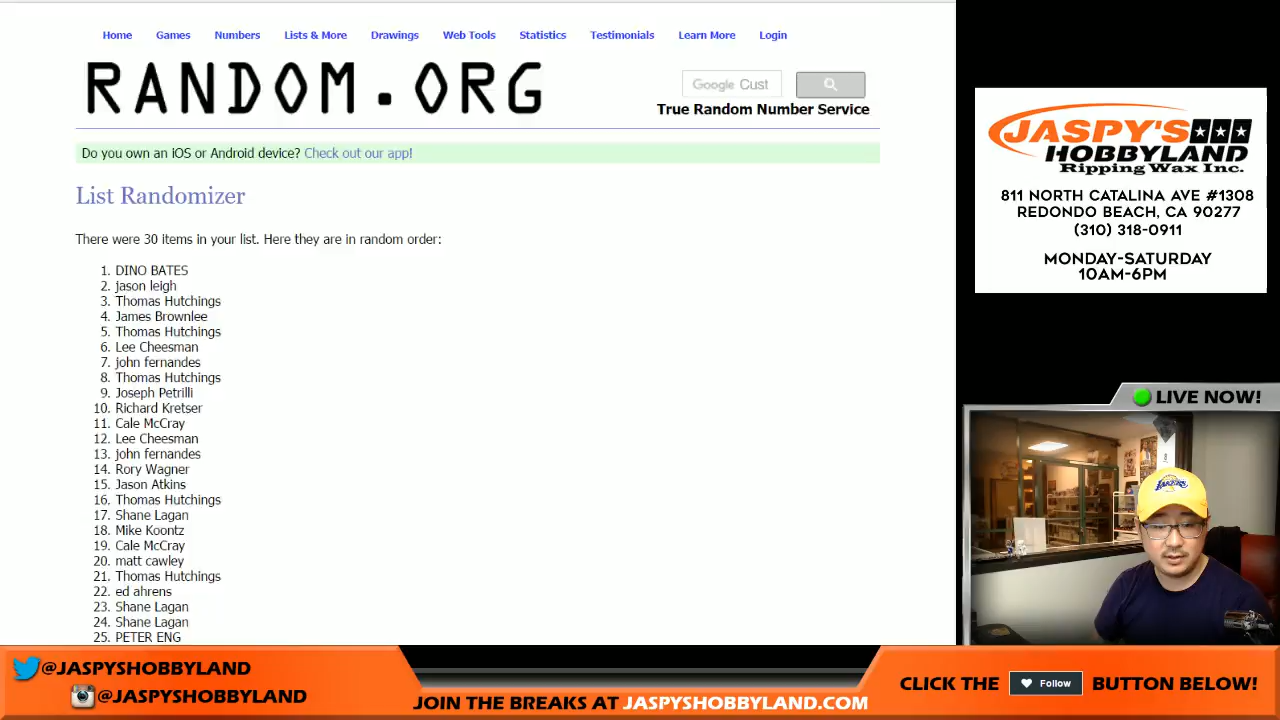 Home Games Numbers Lists & More Drawings Web Tools Statistics Testimonials Learn More Login
RANDOM.ORG
Google Cust
True Random Number Service
Do you own an iOS or Android device? Check out our app!
List Randomizer
There were 30 items in your list. Here they are in random order:
1. DINO BATES
2. jason leigh
3. Thomas Hutchings
4. James Brownlee
5. Thomas Hutchings
6. Lee Cheesman
7. john fernandes
8. Thomas Hutchings
9. Joseph Petrilli
10. Richard Kretser
11. Cale McCray
12. Lee Cheesman
13. john fernandes
14. Rory Wagner
15. Jason Atkins
16. Thomas Hutchings
17. Shane Lagan
18. Mike Koontz
19. Cale McCray
20. matt cawley
21. Thomas Hutchings
22. ed ahrens
23. Shane Lagan
24. Shane Lagan
25. PETER ENG
JASPY'S
HOBBYLAND
Ripping Wax Inc.
811 NORTH CATALINA AVE #1308
REDONDO BEACH, CA 90277
(310) 318-0911
MONDAY-SATURDAY
10AM-6PM
LIVE NOW!
LAKERS
@JASPYSHOBBYLAND
@JASPYSHOBBYLAND
JOIN THE BREAKS AT JASPYSHOBBYLAND.COM
CLICK THE Follow BUTTON BELOW!